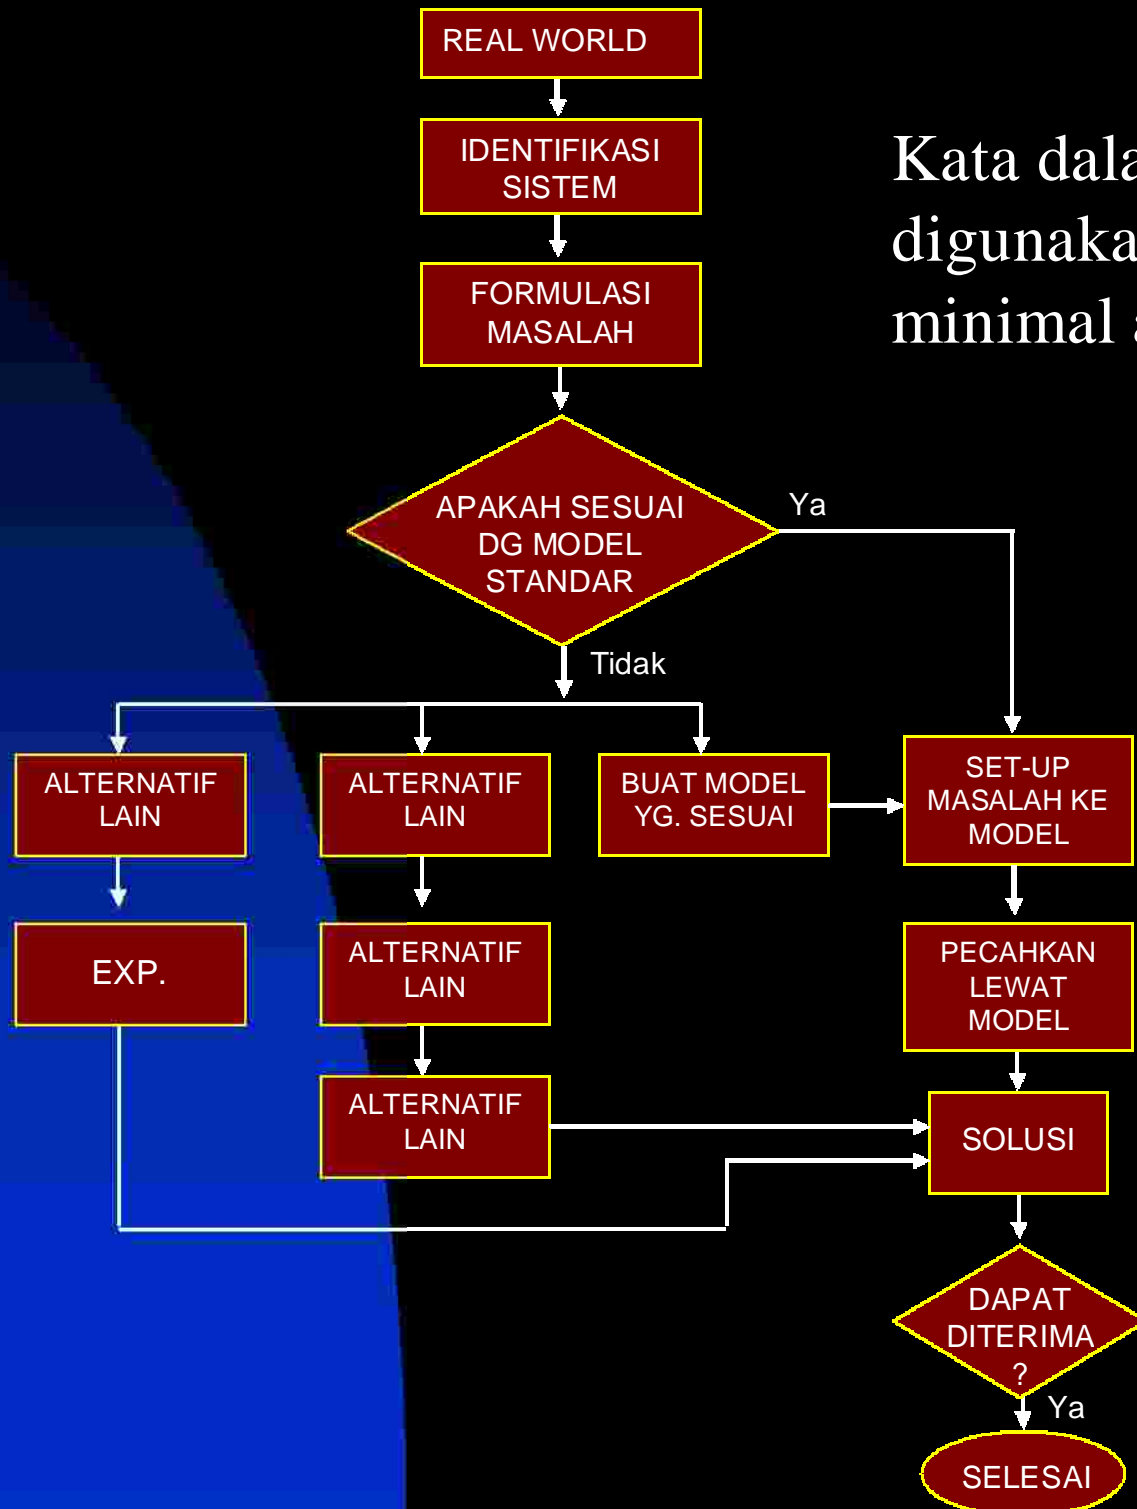 REAL WORLD
IDENTIFIKASI
SISTEM
Kata
digunaka
minimal
FORMULASI
MASALAH
APAKAH SESUAI
DG MODEL
STANDAR
Ya
Tidak
ALTERNATIF
LAIN
ALTERNATIF
LAIN
BUAT MODEL
YG. SESUAI
SET-UP
MASALAH KE
MODEL
EXP.
ALTERNATIF
LAIN
PECAHKAN
LEWAT
MODEL
ALTERNATIF
LAIN
SOLUSI
DAPAT
DITERIMA
?
Ya
SELESAI